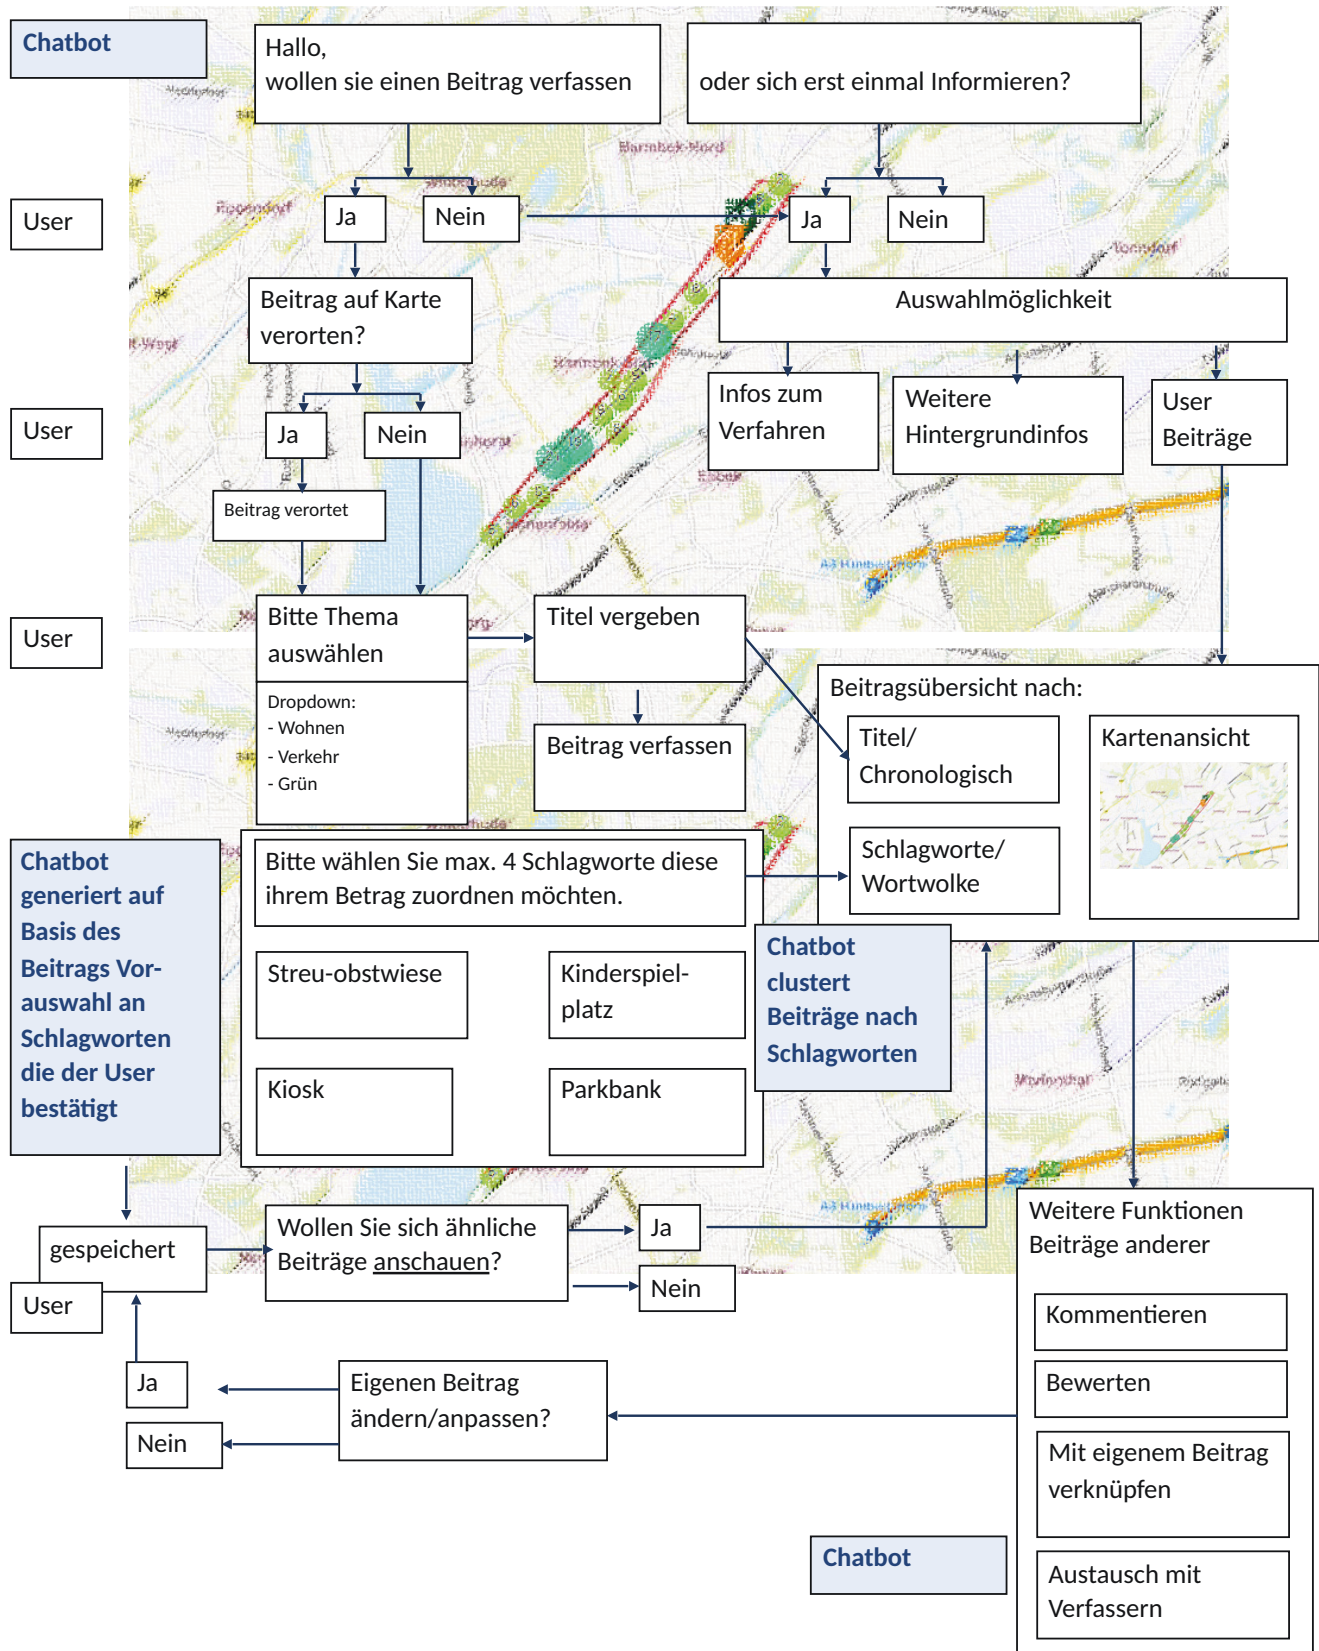 Chatbot
Hallo,
wollen sie einen Beitrag verfassen
oder sich erst einmal Informieren?
Barmbek-Nord
Winterhude
User
Ja
Nein
Ja
Nein
Beitrag auf Karte
verorten?
Auswahlmöglichkeit
Infos zum
Verfahren
Weitere
Hintergrundinfos
User
Beiträge
User
Ja
Nein
Beitrag verortet
User
Bitte Thema
auswählen
Dropdown:
- Wohnen
- Verkehr
- Grün
Titel vergeben
Beitrag verfassen
Beitragsübersicht nach:
Titel/
Chronologisch
Kartenansicht
Schlagworte/
Wortwolke
Chatbot
generiert auf
Basis des
Beitrags Vor-
auswahl an
Schlagworten
die der User
bestätigt
Bitte wählen Sie max. 4 Schlagworte diese
ihrem Betrag zuordnen möchten.
Streu-obstwiese
Kinderspiel-
platz
Kiosk
Parkbank
Chatbot
clustert
Beiträge nach
Schlagworten
Marienthal
gespeichert
User
Wollen Sie sich ähnliche
Beiträge anschauen?
Ja
Nein
Weitere Funktionen
Beiträge anderer
Kommentieren
Bewerten
Mit eigenem Beitrag
verknüpfen
Austausch mit
Verfassern
Ja
Nein
Eigenen Beitrag
ändern/anpassen?
Chatbot